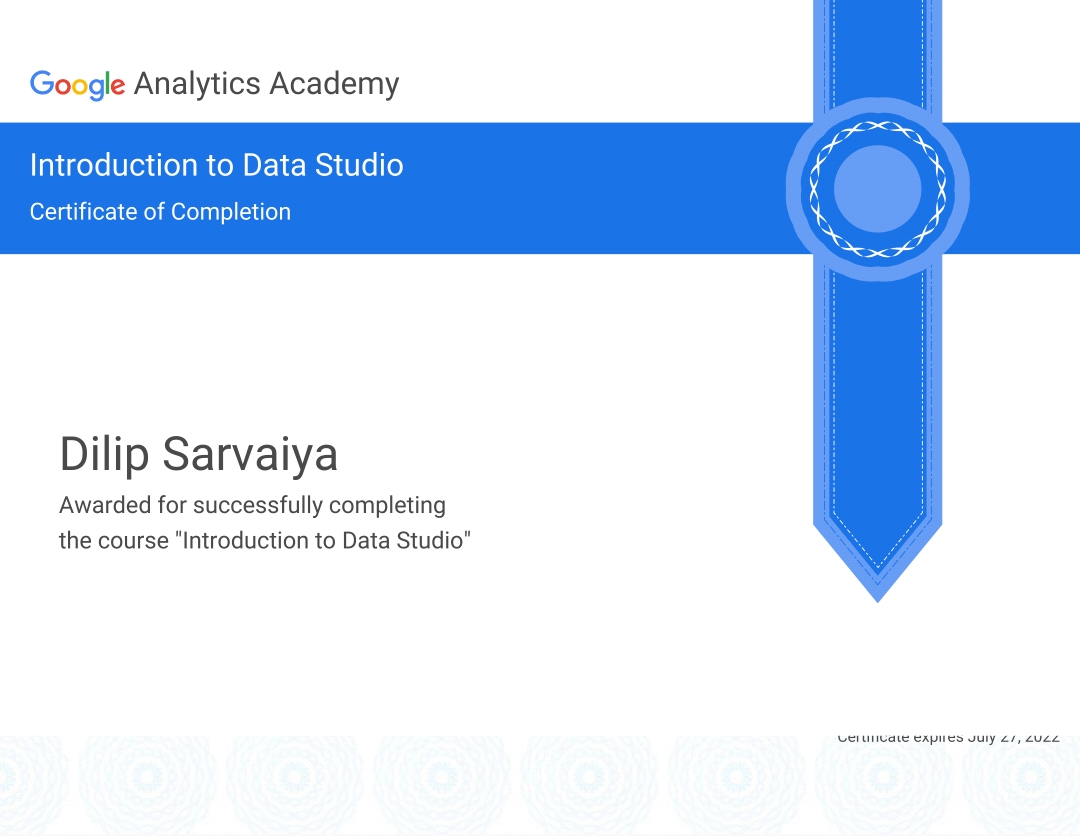 Google Analytics Academy
Introduction to Data Studio
Certificate of Completion
Dilip Sarvaiya
Awarded for successfully completing
the course "Introduction to Data Studio"
Certificate expires July 27, 2022